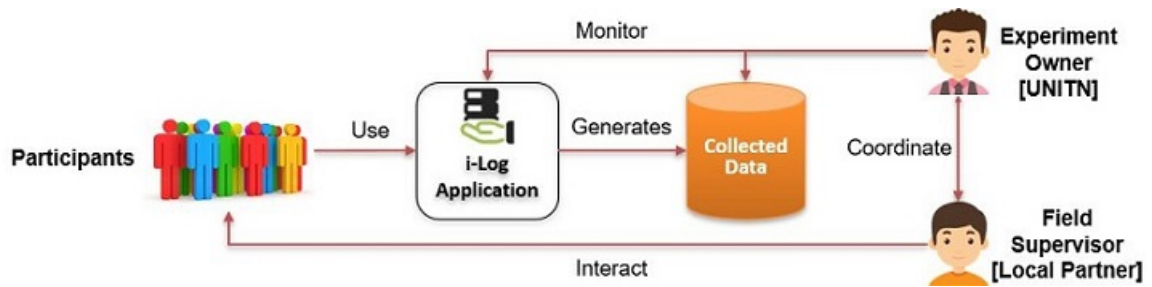 Monitor
Experiment
Owner
[UNITN]
Participants
Use
i-Log
Application
Generates
Collected
Data
Coordinate
Field
Supervisor
[Local Partner]
Interact